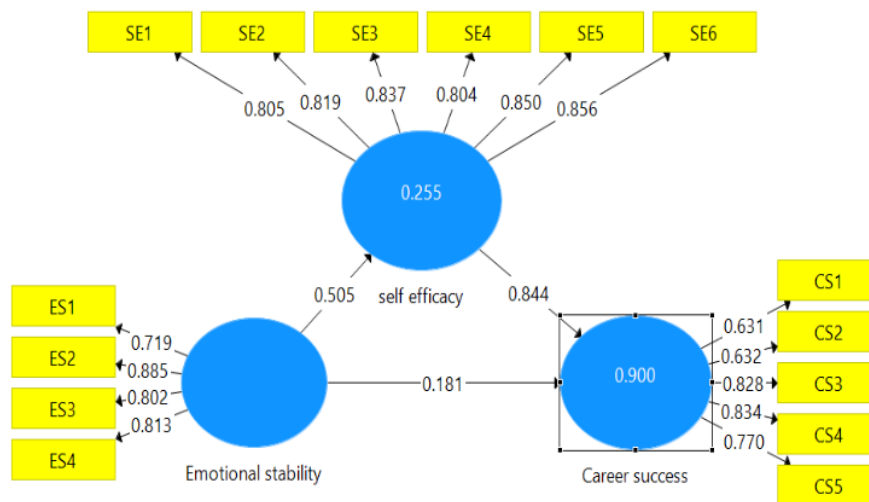 SE1 SE2 SE3 SE4 SE5 SE6
0.805 0.819 0.837 0.804 0.850 0.856
0.255
self efficacy
0.505
0.844
ES1
ES2
ES3
ES4
0.719
0.885
0.802
0.813
Emotional stability
0.181
0.900
Career success
0.631
0.632
0.828
0.834
0.770
CS1
CS2
CS3
CS4
CS5